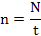 n = N/t